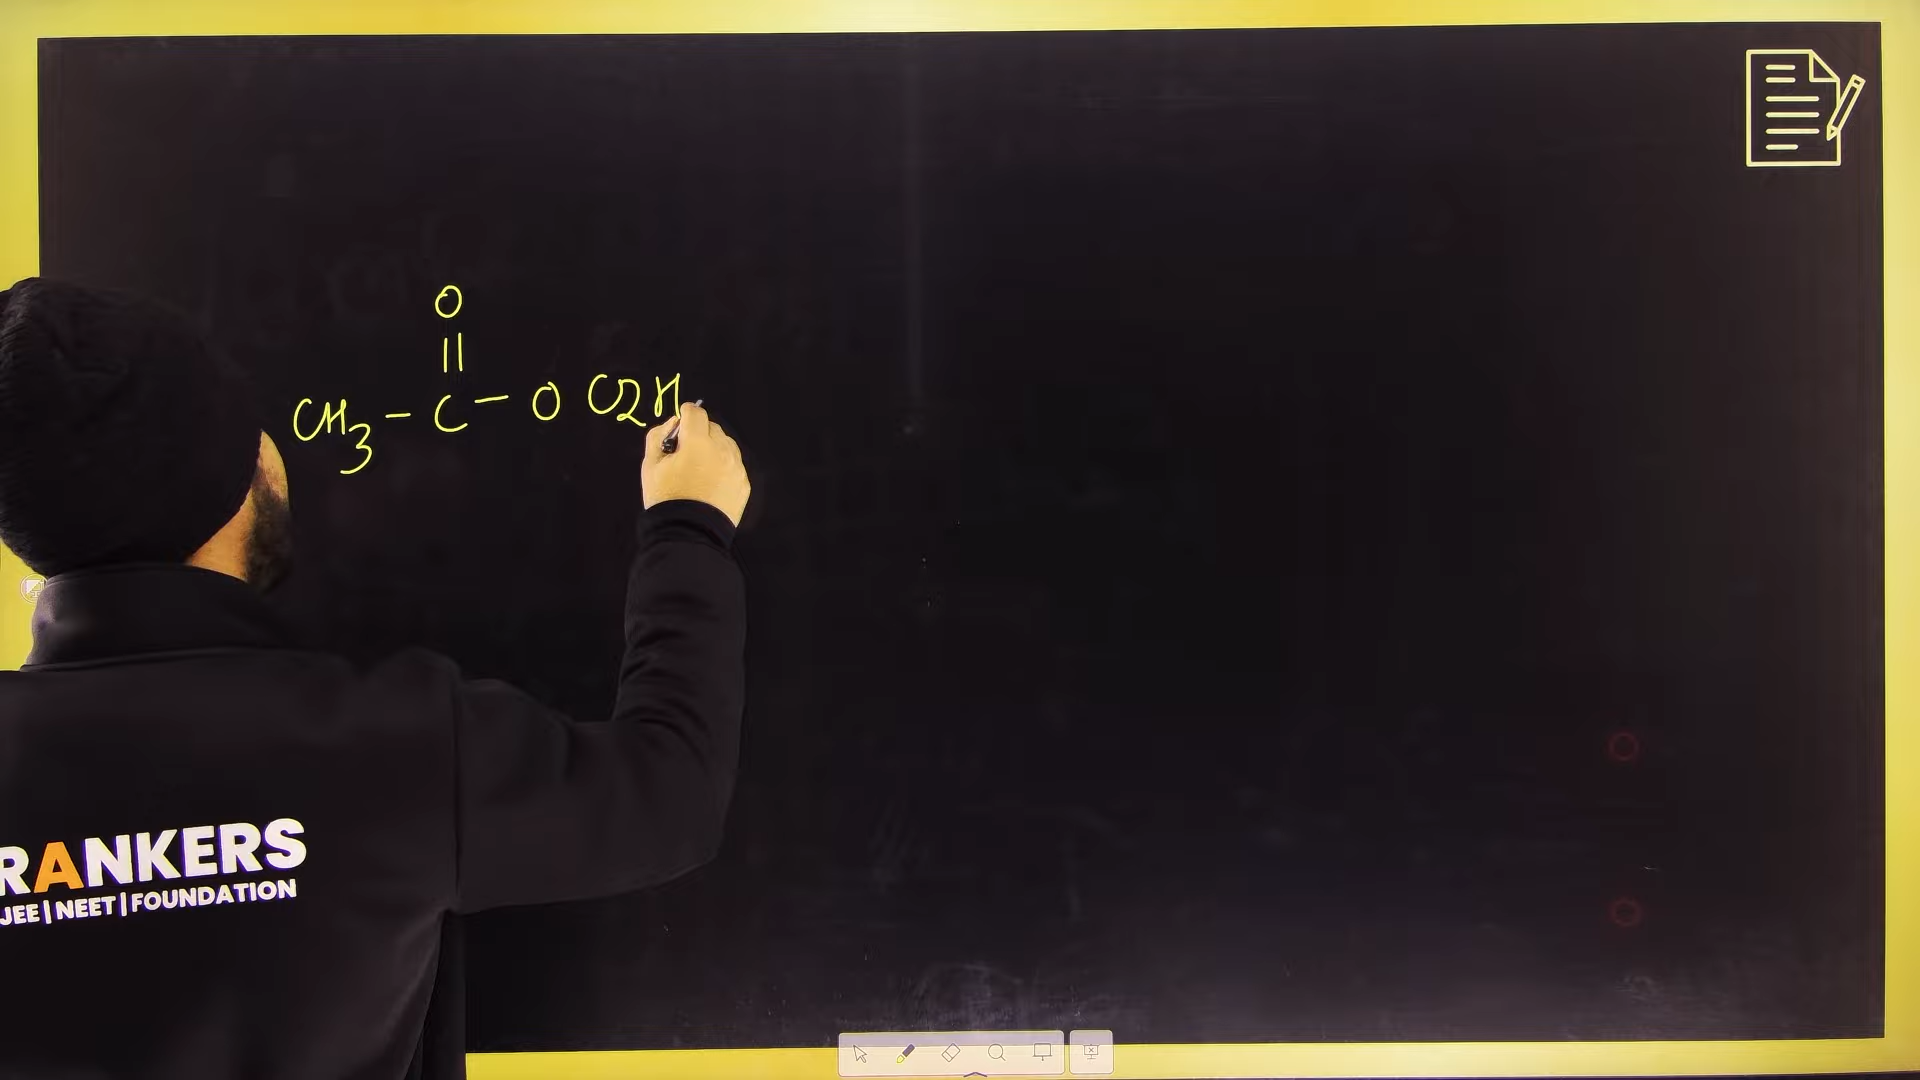 O
||
CH3 - C - O C2H
RANKERS
JEE | NEET | FOUNDATION